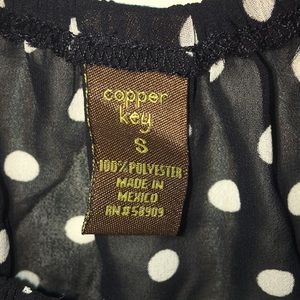 copper
key
S
100% POLYESTER
MADE IN
MEXICO
RN#58909